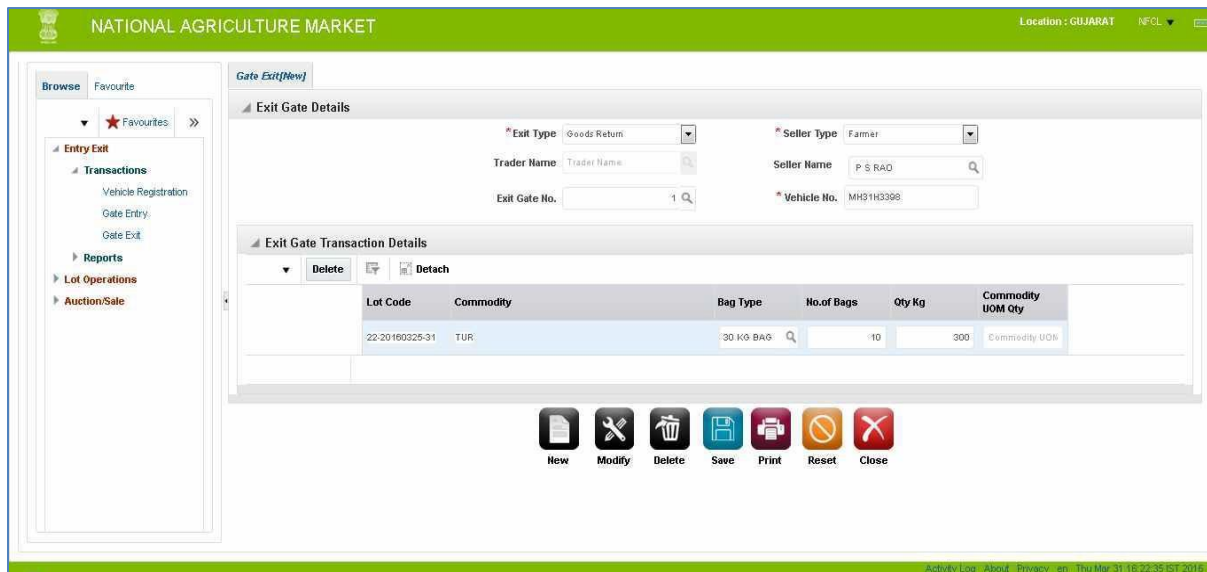 NATIONAL AGRICULTURE MARKET
Location : GUJARAT NFCL
Browse Favourite
Favourites »
Entry Exit
Transactions
Vehicle Registration
Gate Entry
Gate Exit
Reports
Lot Operations
Auction/Sale
Gate Exit[New]
Exit Gate Details
*Exit Type Goods Return * Seller Type Farmer
Trader Name Trader Name Seller Name P S RAO
Exit Gate No. 1 * Vehicle No. MH31H3398
Exit Gate Transaction Details
Delete Detach
Lot Code Commodity Bag Type No.of Bags Qty Kg Commodity UOM Qty
22-20160325-31 TUR 30 KG BAG 10 300 Commodity UOM
New Modify Delete Save Print Reset Close
Activity Log About Privacy en Thu Mar 31 16:22:35 IST 2016